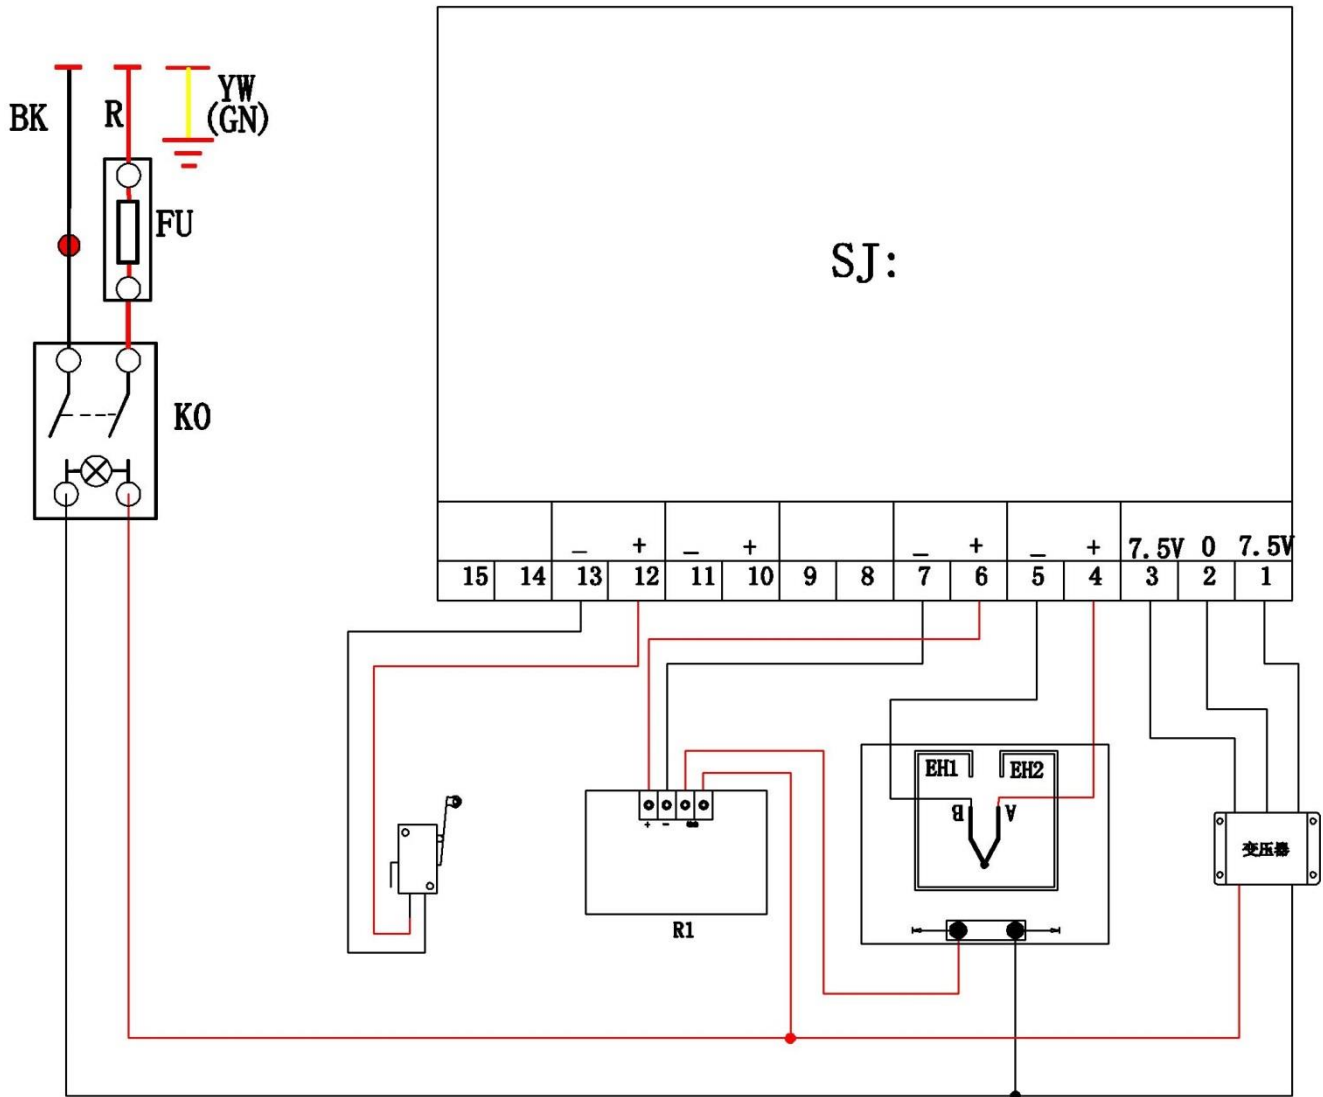 BK
R
YW
(GN)
FU
K0
SJ:
- + - + - + - + 7.5V 0 7.5V
15 14 13 12 11 10 9 8 7 6 5 4 3 2 1
EH1 EH2
B A
变压器
+ -
R1